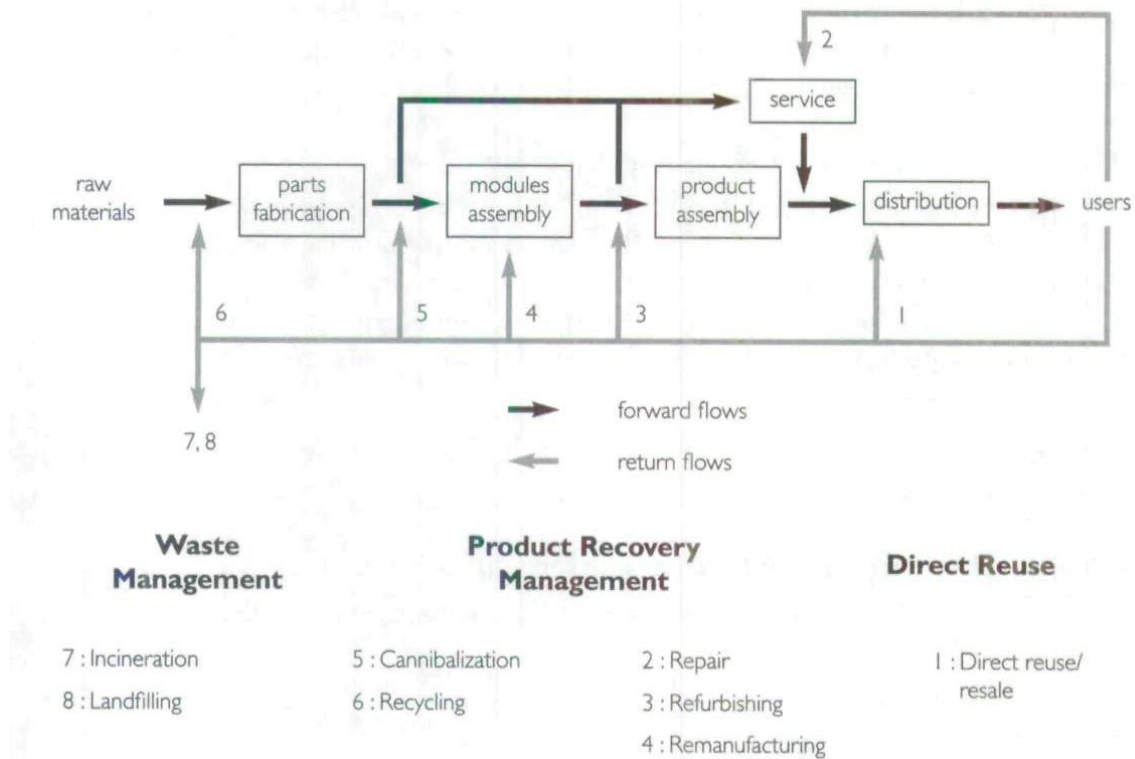 2
service
raw
materials
parts
fabrication
modules
assembly
product
assembly
distribution
users
6
5
4
3
1
7, 8
forward flows
return flows
Waste
Management
Product Recovery
Management
Direct Reuse
7 : Incineration
8 : Landfilling
5 : Cannibalization
6 : Recycling
2 : Repair
3 : Refurbishing
4 : Remanufacturing
1 : Direct reuse/
resale